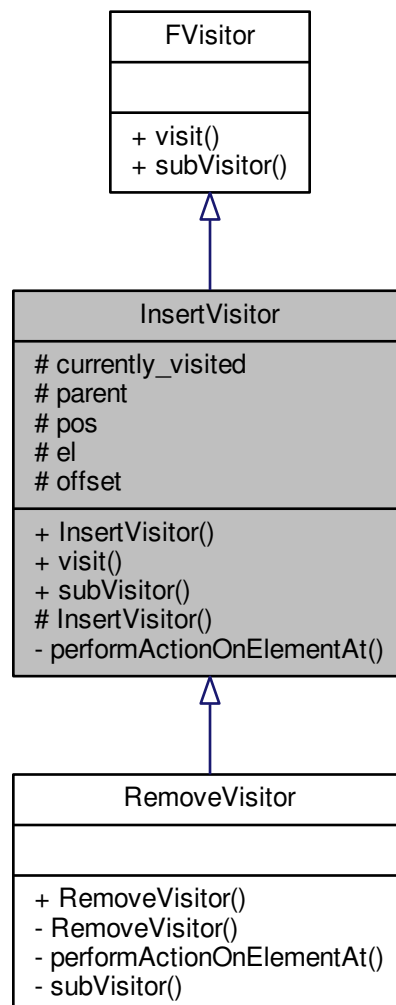 FVisitor
+ visit()
+ subVisitor()
InsertVisitor
# currently_visited
# parent
# pos
# el
# offset
+ InsertVisitor()
+ visit()
+ subVisitor()
# InsertVisitor()
- performActionOnElementAt()
RemoveVisitor
+ RemoveVisitor()
- RemoveVisitor()
- performActionOnElementAt()
- subVisitor()